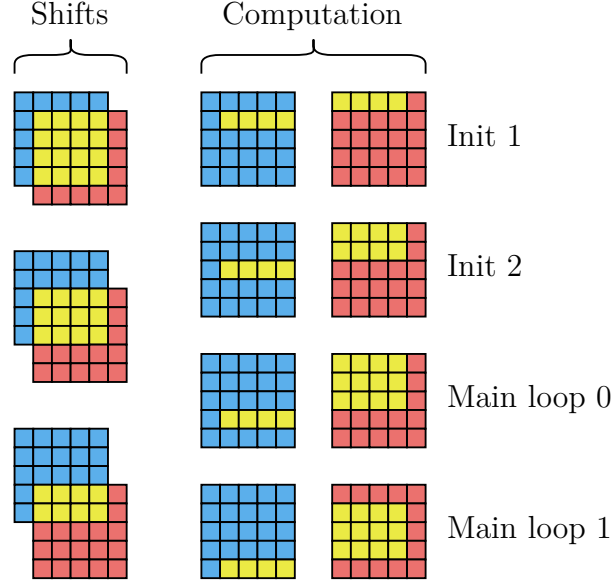 Shifts
Computation
Init 1
Init 2
Main loop 0
Main loop 1